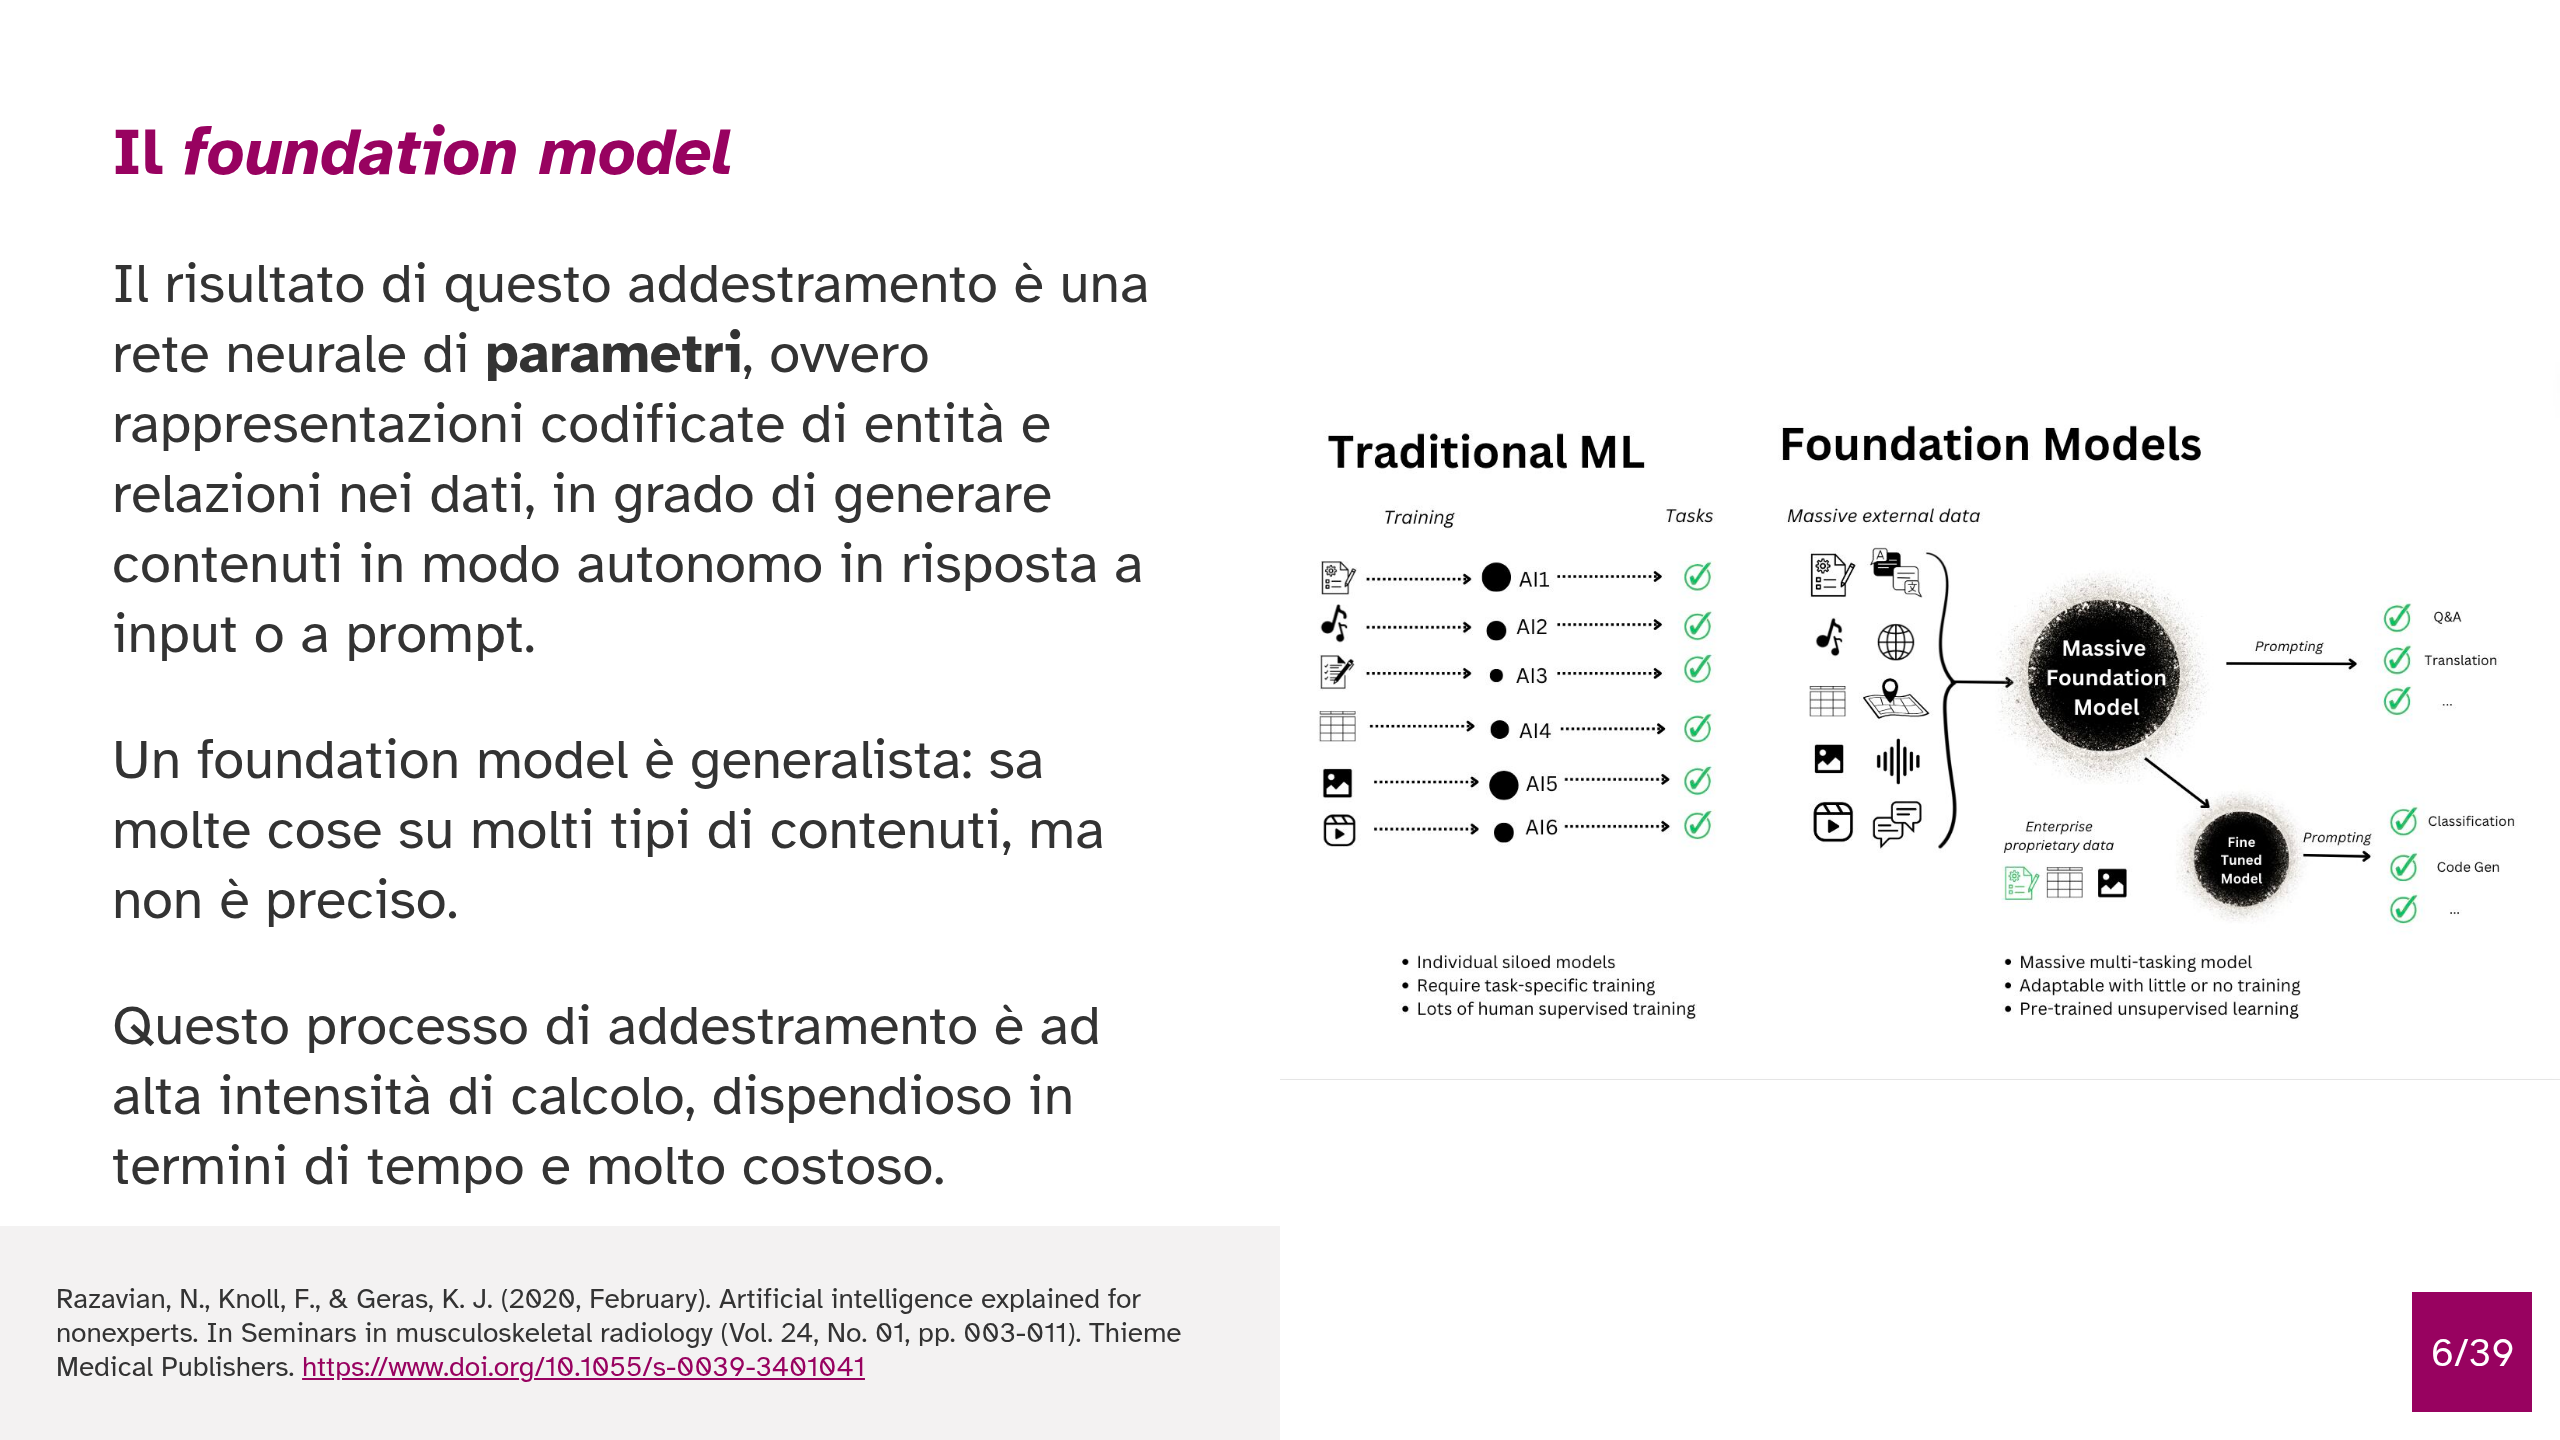 Il foundation model
Il risultato di questo addestramento è una
rete neurale di parametri, ovvero
rappresentazioni codificate di entità e
relazioni nei dati, in grado di generare
contenuti in modo autonomo in risposta a
input o a prompt.
Un foundation model è generalista: sa
molte cose su molti tipi di contenuti, ma
non è preciso.
Questo processo di addestramento è ad
alta intensità di calcolo, dispendioso in
termini di tempo e molto costoso.
Razavian, N., Knoll, F., & Geras, K. J. (2020, February). Artificial intelligence explained for
nonexperts. In Seminars in musculoskeletal radiology (Vol. 24, No. 01, pp. 003-011). Thieme
Medical Publishers. https://www.doi.org/10.1055/s-0039-3401041
Traditional ML
Training
Tasks
AI1
AI2
AI3
AI4
AI5
AI6
Individual siloed models
Require task-specific training
Lots of human supervised training
Foundation Models
Massive external data
Massive
Foundation
Model
Prompting
Q&A
Translation
...
Enterprise
proprietary data
Fine
Tuned
Model
Prompting
Classification
Code Gen
...
Massive multi-tasking model
Adaptable with little or no training
Pre-trained unsupervised learning
6/39